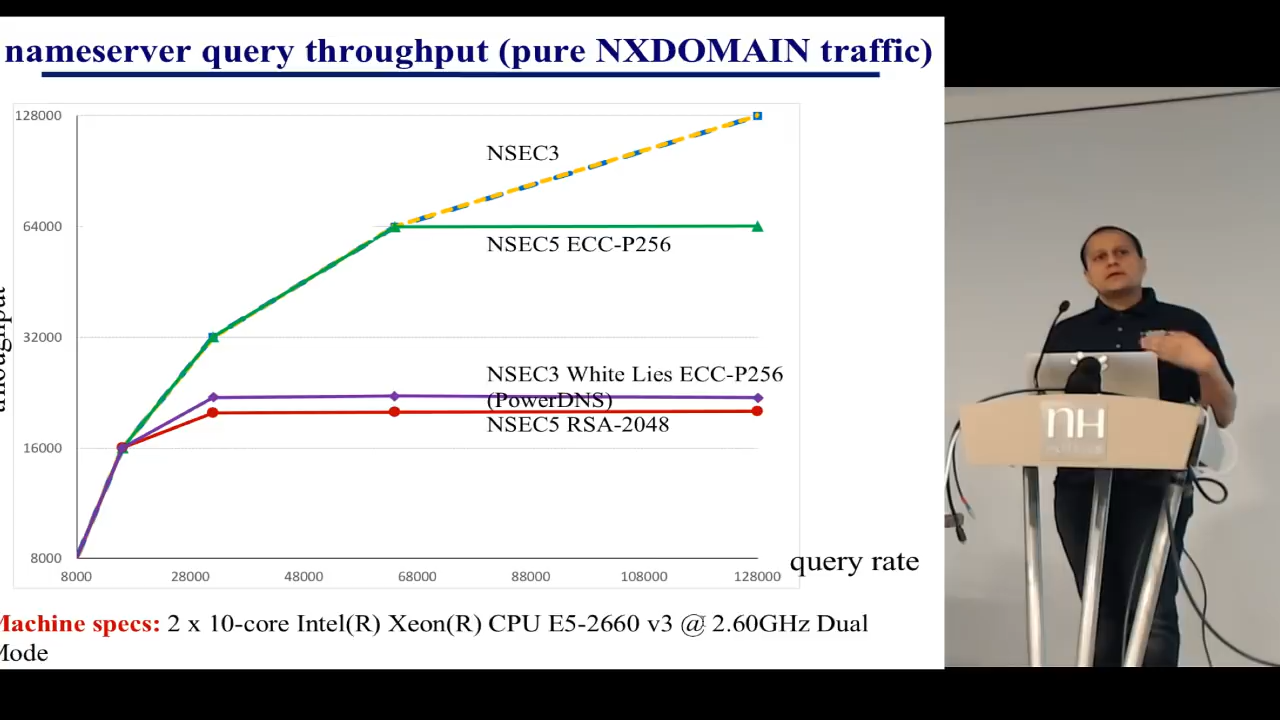 nameserver query throughput (pure NXDOMAIN traffic)
128000
NSEC3
64000
NSEC5 ECC-P256
throughput
32000
NSEC3 White Lies ECC-P256
(PowerDNS)
NSEC5 RSA-2048
16000
8000
8000 28000 48000 68000 88000 108000 128000
query rate
Machine specs: 2 x 10-core Intel(R) Xeon(R) CPU E5-2660 v3 @ 2.60GHz Dual
Mode
nH